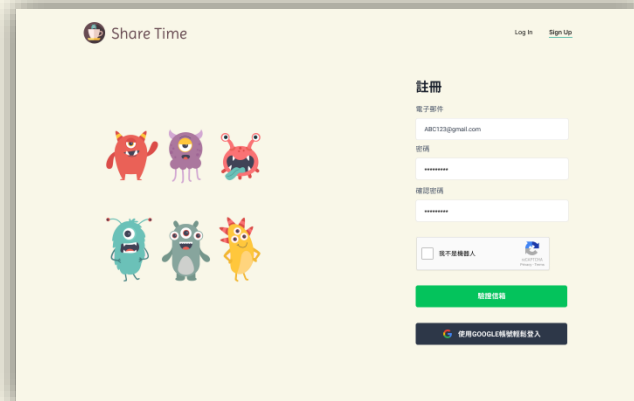 Share Time
Log In
Sign Up
註冊
電子郵件
ABC123@gmail.com
密碼
•••••••••
確認密碼
•••••••••
我不是機器人
reCAPTCHA
Privacy - Terms
驗證信箱
使用GOOGLE帳號輕鬆登入